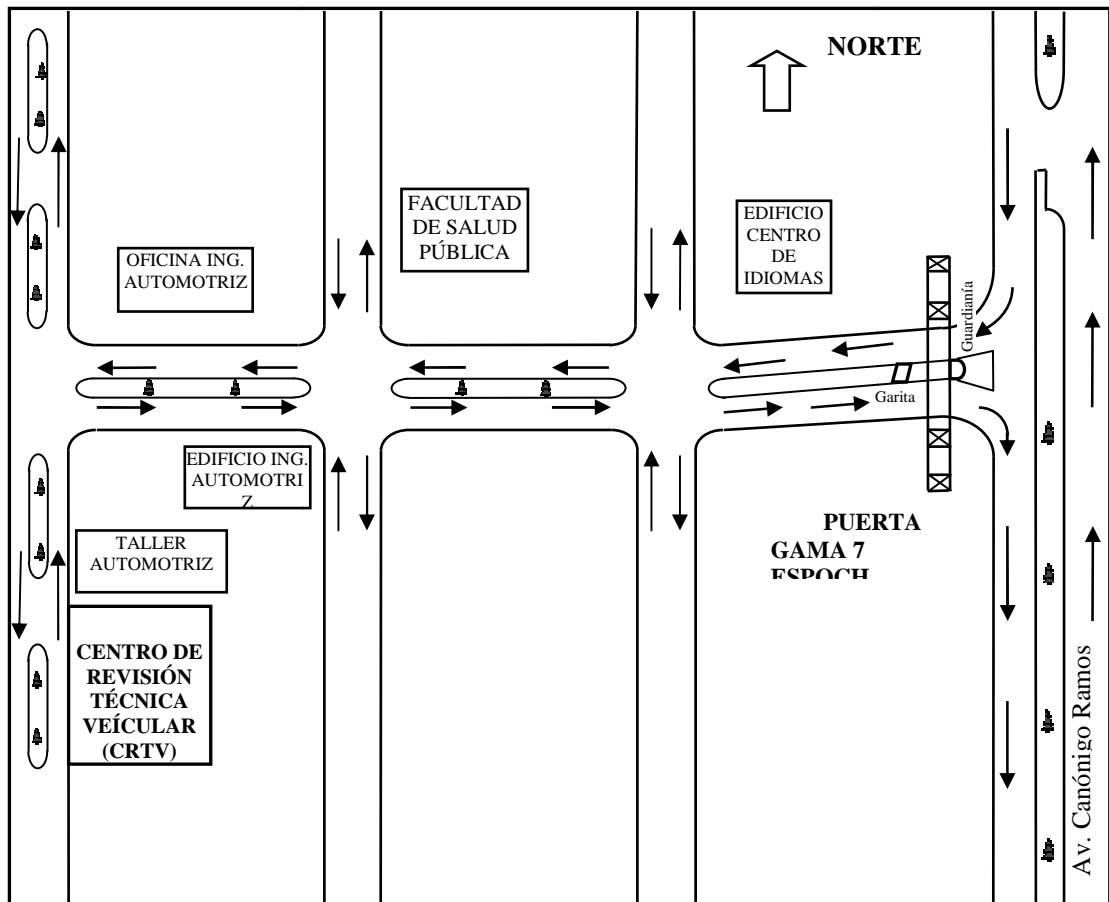 NORTE
FACULTAD
DE SALUD
PÚBLICA
EDIFICIO
CENTRO
DE
IDIOMAS
OFICINA ING.
AUTOMOTRIZ
Guardianía
Garita
EDIFICIO ING.
AUTOMOTRI
Z
PUERTA
GAMA 7
ESPOCH
TALLER
AUTOMOTRIZ
CENTRO DE
REVISIÓN
TÉCNICA
VEÍCULAR
(CRTV)
Av. Canónigo Ramos